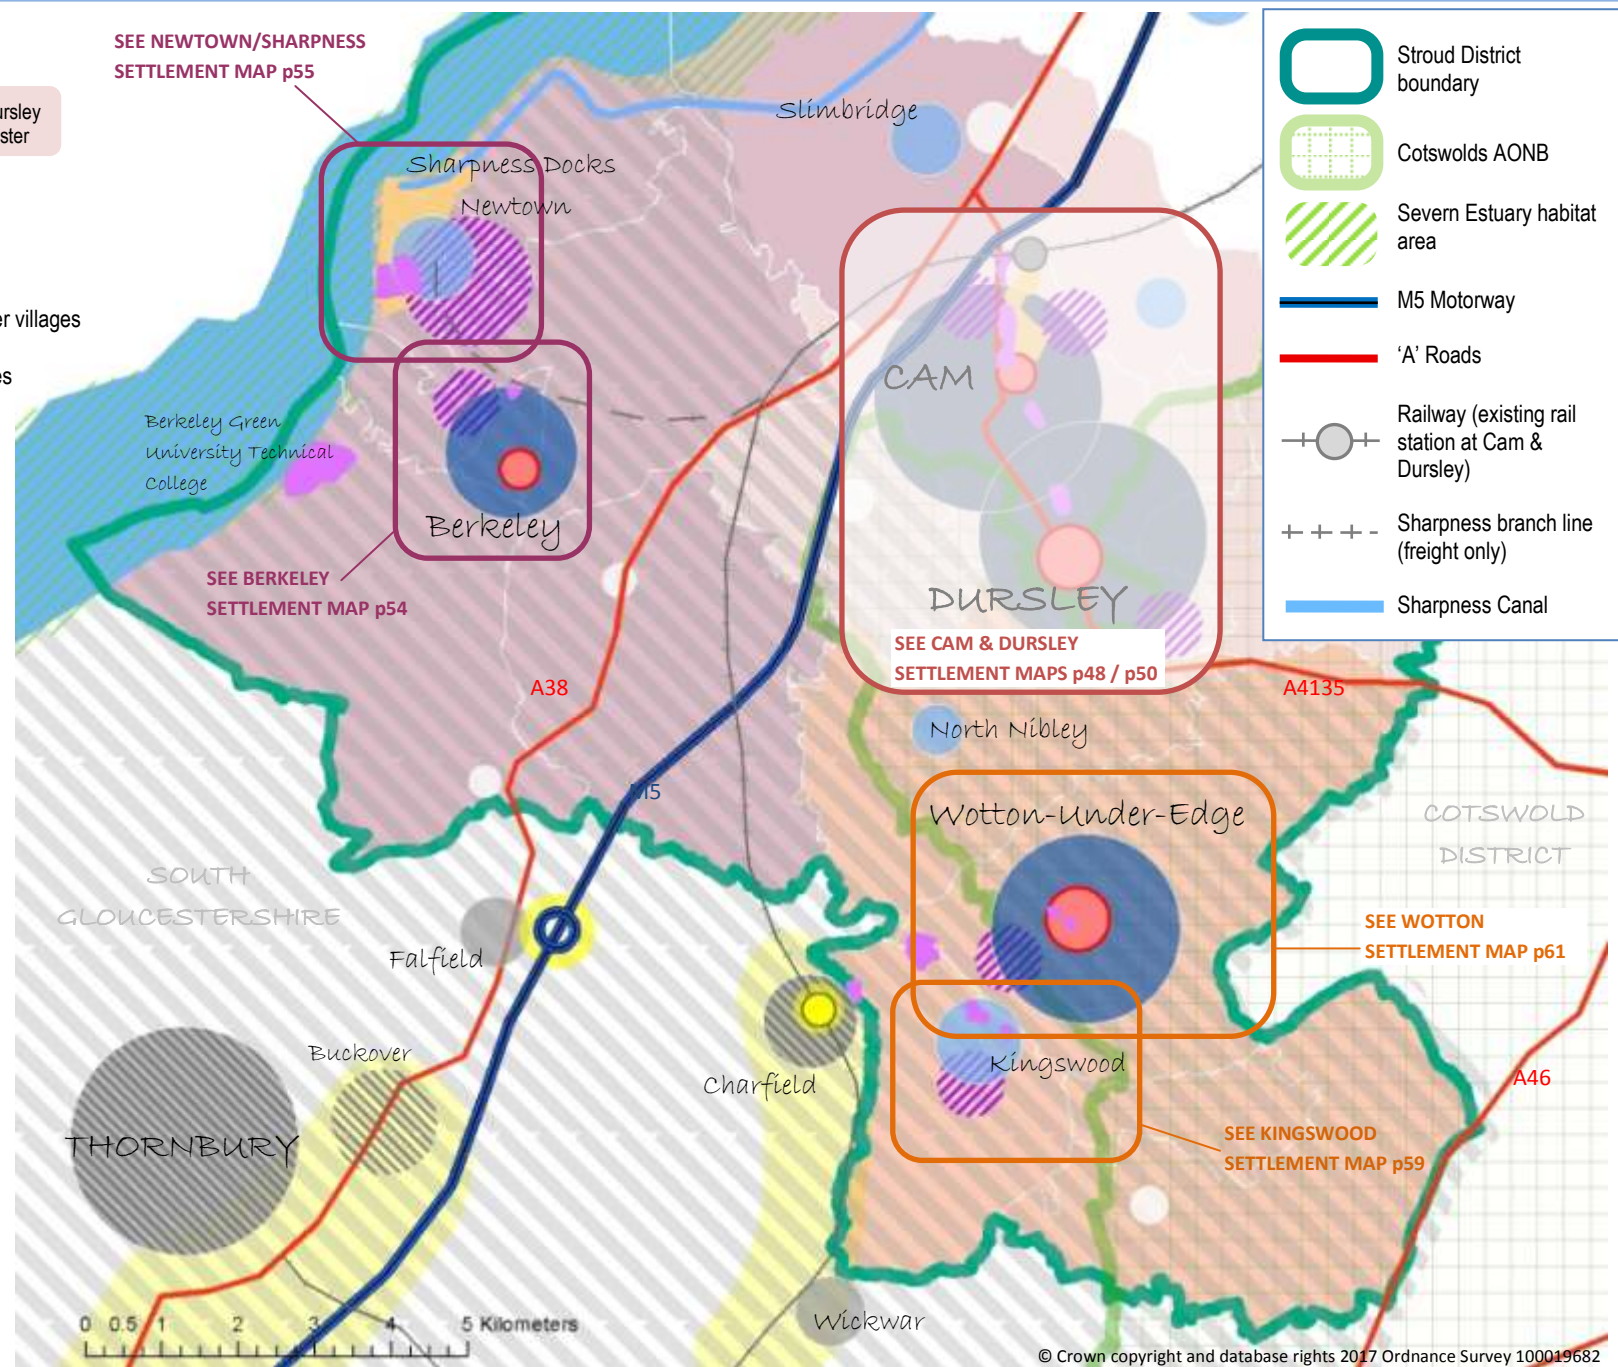 SEE NEWTOWN/SHARPNESS
SETTLEMENT MAP p55
ursley
ster
er villages
es
Slimbridge
Sharpness Docks
Newtown
CAM
Berkeley Green
University Technical
College
Berkeley
SEE BERKELEY
SETTLEMENT MAP p54
DURSLEY
SEE CAM & DURSLEY
SETTLEMENT MAPS p48 / p50
A38
A4135
North Nibley
M5
Wotton-Under-Edge
COTSWOLD
DISTRICT
SOUTH
GLOUCESTERSHIRE
SEE WOTTON
SETTLEMENT MAP p61
Falfield
Buckover
Charfield
Kingswood
A46
THORNBURY
SEE KINGSWOOD
SETTLEMENT MAP p59
Wickwar
0 0.5 1 2 3 4 5 Kilometers
© Crown copyright and database rights 2017 Ordnance Survey 100019682
Stroud District
boundary
Cotswolds AONB
Severn Estuary habitat
area
M5 Motorway
‘A’ Roads
Railway (existing rail
station at Cam &
Dursley)
Sharpness branch line
(freight only)
Sharpness Canal